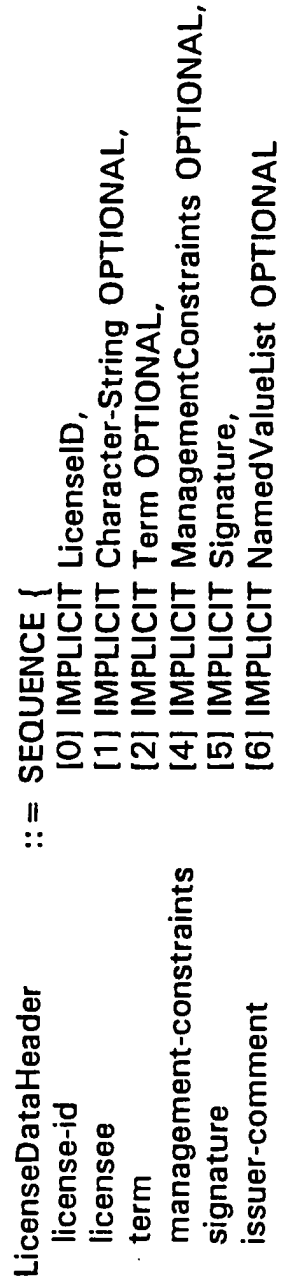 LicenseDataHeader ::= SEQUENCE {
license-id [0] IMPLICIT LicenseID,
licensee [1] IMPLICIT Character-String OPTIONAL,
term [2] IMPLICIT Term OPTIONAL,
management-constraints [4] IMPLICIT ManagementConstraints OPTIONAL,
signature [5] IMPLICIT Signature,
issuer-comment [6] IMPLICIT NamedValueList OPTIONAL